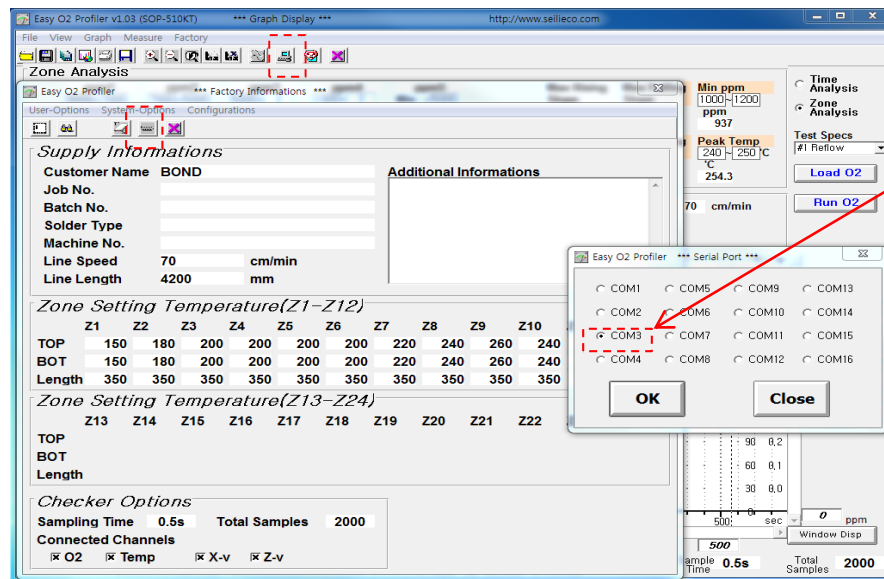 Easy O2 Profiler v1.03 (SOP-510KT) *** Graph Display *** http://www.seilieco.com
File View Graph Measure Factory
Zone Analysis
Easy O2 Profiler *** Factory Informations ***
User-Options System-Options Configurations
Supply Informations
Customer Name BOND
Additional Informations
Job No.
Batch No.
Solder Type
Machine No.
Line Speed 70 cm/min
Line Length 4200 mm
Zone Setting Temperature(Z1-Z12)
Z1 Z2 Z3 Z4 Z5 Z6 Z7 Z8 Z9 Z10
TOP 150 180 200 200 200 200 220 240 260 240
BOT 150 180 200 200 200 200 220 240 260 240
Length 350 350 350 350 350 350 350 350 350 350
Zone Setting Temperature(Z13-Z24)
Z13 Z14 Z15 Z16 Z17 Z18 Z19 Z20 Z21 Z22
TOP
BOT
Length
Checker Options
Sampling Time 0.5s Total Samples 2000
Connected Channels
O2 Temp X-v Z-v
Min ppm
1000~1200
ppm
937
Peak Temp
240 ~ 250 'C
'C
254.3
70 cm/min
Time Analysis
Zone Analysis
Test Specs
#1 Reflow
Load O2
Run O2
Easy O2 Profiler *** Serial Port ***
COM1 COM5 COM9 COM13
COM2 COM6 COM10 COM14
COM3 COM7 COM11 COM15
COM4 COM8 COM12 COM16
OK Close
90 0.2
60 0.1
30 0.0
0
500 sec
0 ppm
Window Disp
500
Time 0.5s
Total Samples 2000